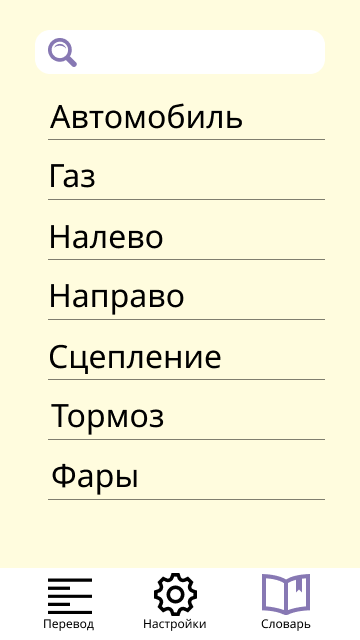 Автомобиль
Газ
Налево
Направо
Сцепление
Тормоз
Фары
Перевод Настройки Словарь